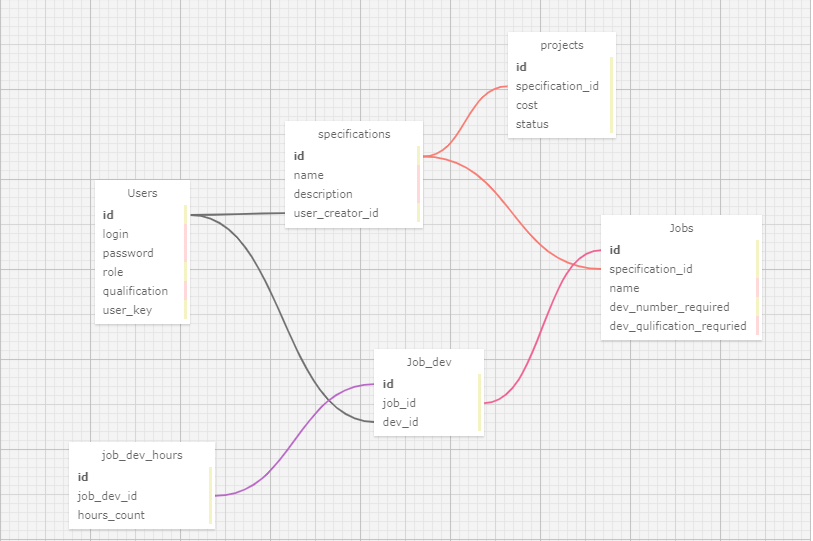 projects
id
specification_id
cost
status
specifications
id
name
description
user_creator_id
Users
id
login
password
role
qualification
user_key
Jobs
id
specification_id
name
dev_number_required
dev_qulification_requried
Job_dev
id
job_id
dev_id
job_dev_hours
id
job_dev_id
hours_count